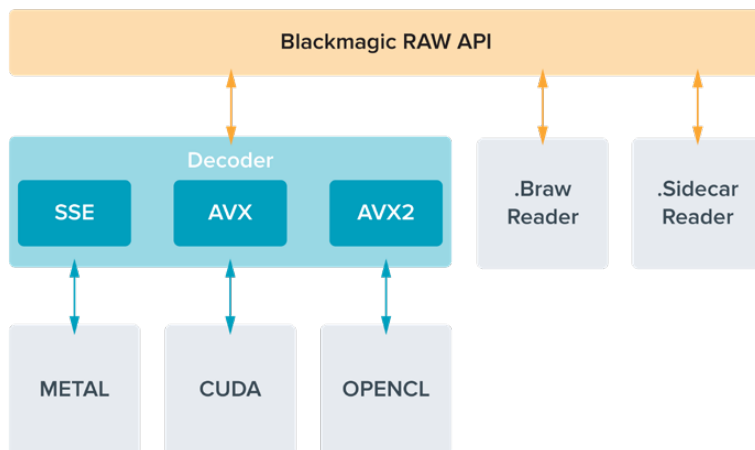 Blackmagic RAW API
Decoder
SSE
AVX
AVX2
.Braw
Reader
.Sidecar
Reader
METAL
CUDA
OPENCL